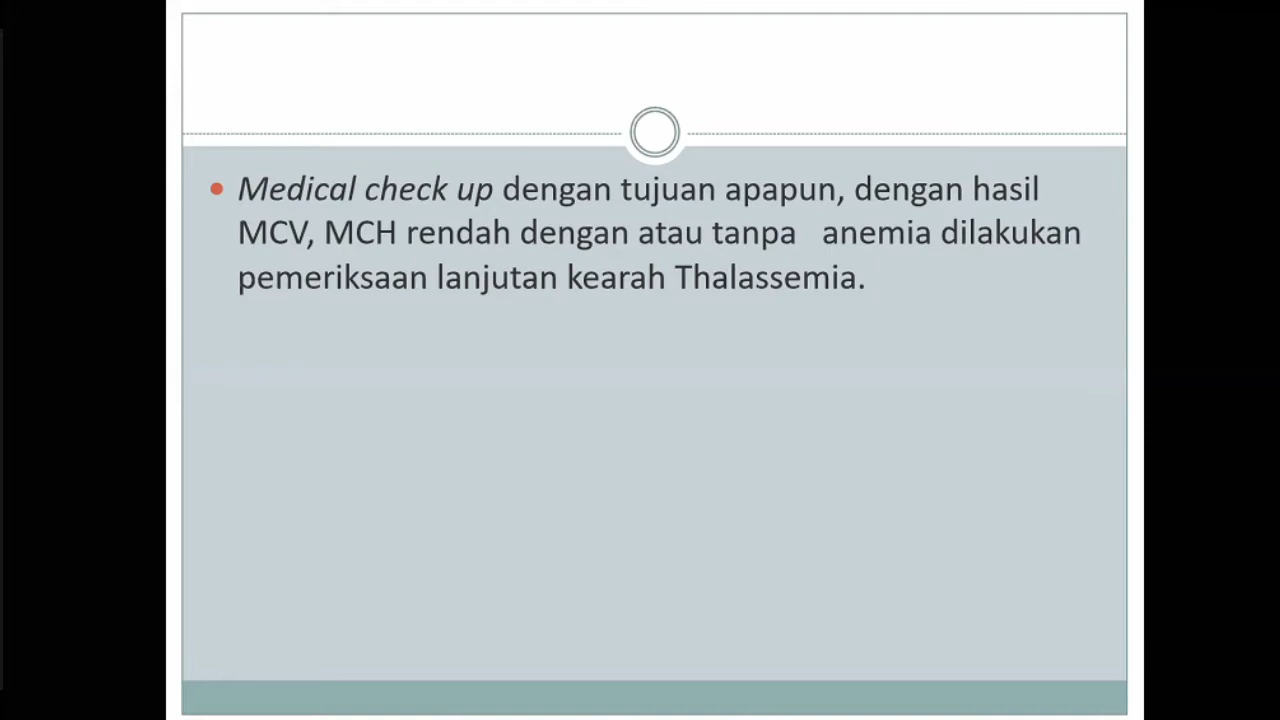 Medical check up dengan tujuan apapun, dengan hasil
MCV, MCH rendah dengan atau tanpa   anemia dilakukan
pemeriksaan lanjutan kearah Thalassemia.